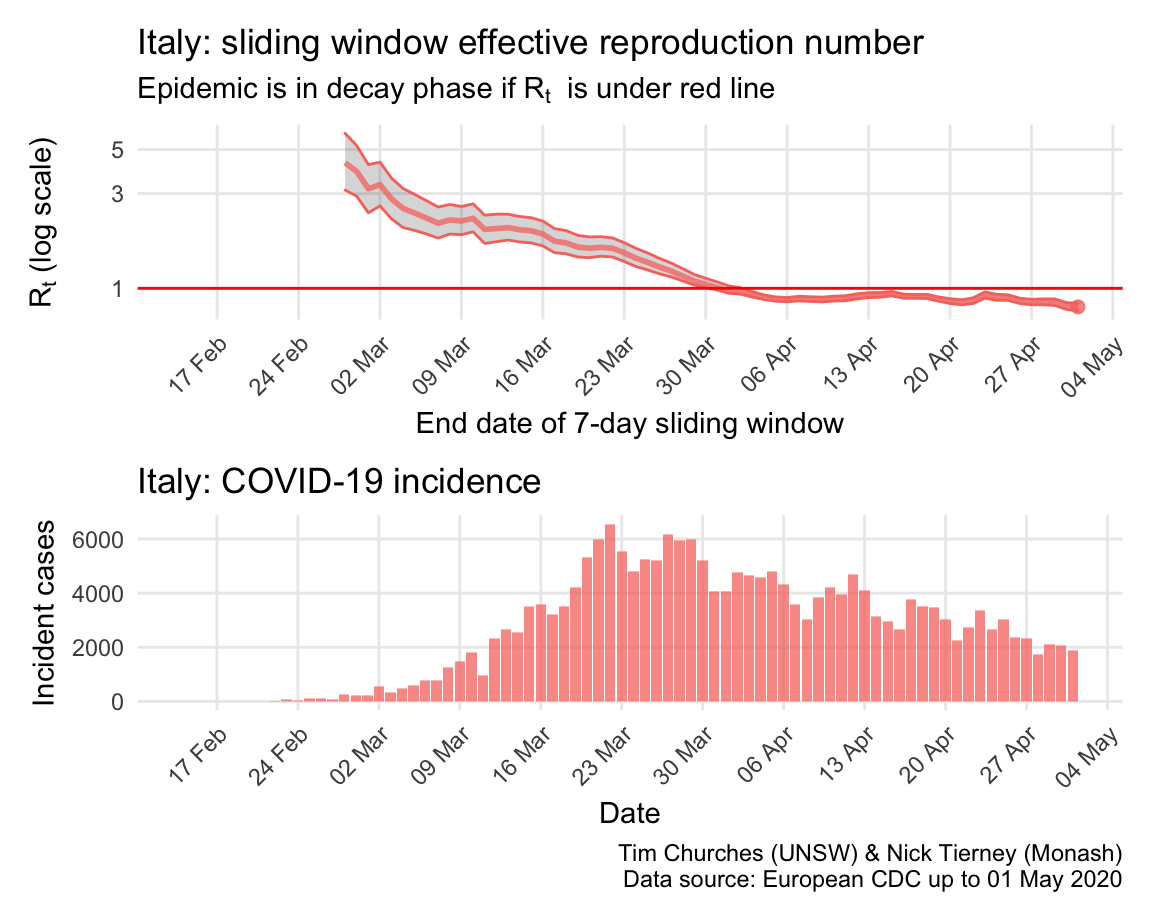 Italy: sliding window effective reproduction number
Epidemic is in decay phase if Rt is under red line
Rt (log scale)
5
3
1
17 Feb
24 Feb
02 Mar
09 Mar
16 Mar
23 Mar
30 Mar
06 Apr
13 Apr
20 Apr
27 Apr
04 May
End date of 7-day sliding window
Italy: COVID-19 incidence
Incident cases
6000
4000
2000
0
17 Feb
24 Feb
02 Mar
09 Mar
16 Mar
23 Mar
30 Mar
06 Apr
13 Apr
20 Apr
27 Apr
04 May
Date
Tim Churches (UNSW) & Nick Tierney (Monash)
Data source: European CDC up to 01 May 2020